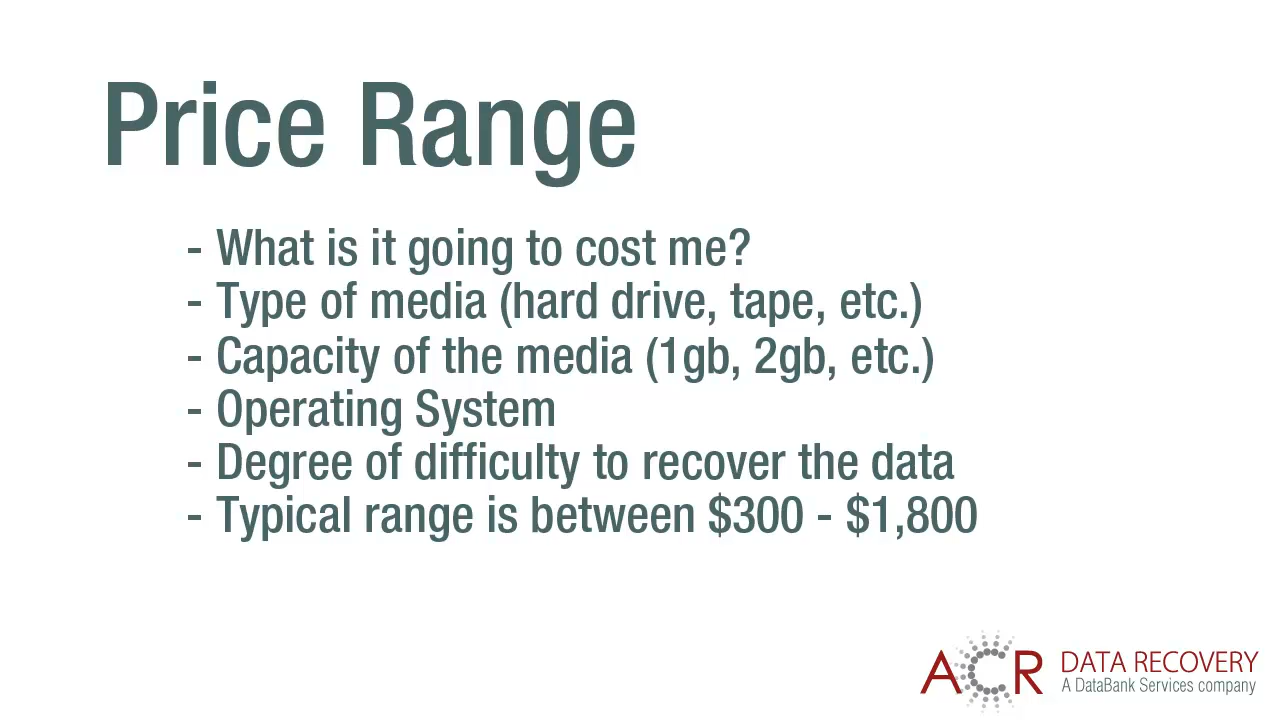 Price Range
- What is it going to cost me?
- Type of media (hard drive, tape, etc.)
- Capacity of the media (1gb, 2gb, etc.)
- Operating System
- Degree of difficulty to recover the data
- Typical range is between $300 - $1,800
ACR DATA RECOVERY
A DataBank Services company